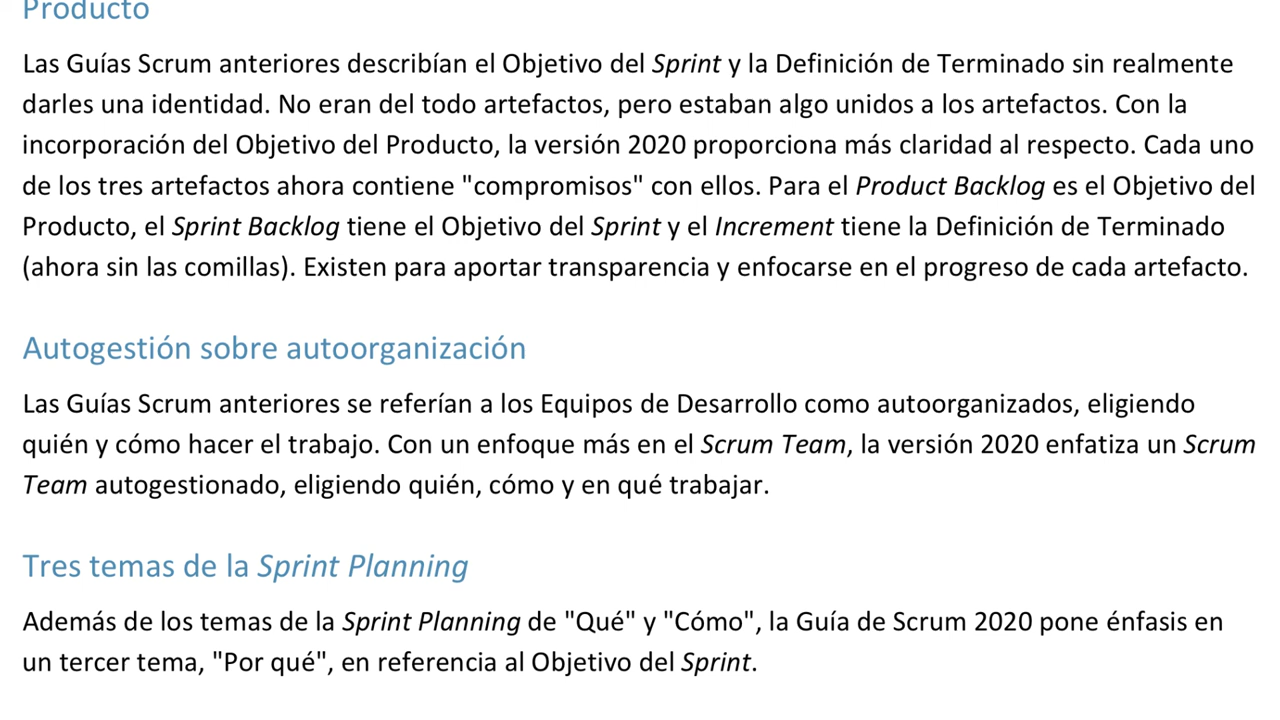 Producto
Las Guías Scrum anteriores describían el Objetivo del Sprint y la Definición de Terminado sin realmente
darles una identidad. No eran del todo artefactos, pero estaban algo unidos a los artefactos. Con la
incorporación del Objetivo del Producto, la versión 2020 proporciona más claridad al respecto. Cada uno
de los tres artefactos ahora contiene "compromisos" con ellos. Para el Product Backlog es el Objetivo del
Producto, el Sprint Backlog tiene el Objetivo del Sprint y el Increment tiene la Definición de Terminado
(ahora sin las comillas). Existen para aportar transparencia y enfocarse en el progreso de cada artefacto.
Autogestión sobre autoorganización
Las Guías Scrum anteriores se referían a los Equipos de Desarrollo como autoorganizados, eligiendo
quién y cómo hacer el trabajo. Con un enfoque más en el Scrum Team, la versión 2020 enfatiza un Scrum
Team autogestionado, eligiendo quién, cómo y en qué trabajar.
Tres temas de la Sprint Planning
Además de los temas de la Sprint Planning de "Qué" y "Cómo", la Guía de Scrum 2020 pone énfasis en
un tercer tema, "Por qué", en referencia al Objetivo del Sprint.